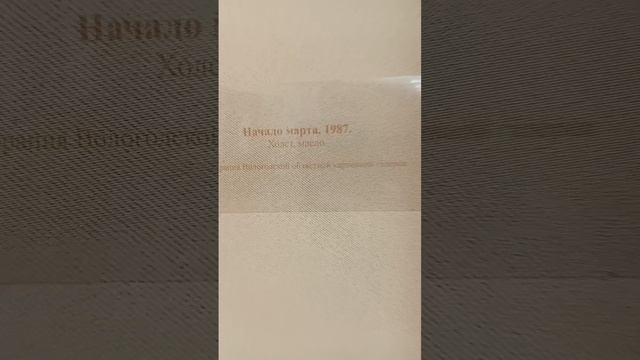 Начало марта. 1987.
Холст, масло
Вологодской областной картинной галереи